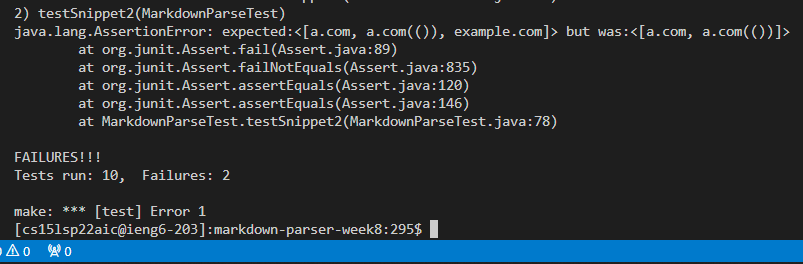 2) testSnippet2(MarkdownParseTest)
java.lang.AssertionError: expected:<[a.com, a.com(()), example.com]> but was:<[a.com, a.com(())]>
        at org.junit.Assert.fail(Assert.java:89)
        at org.junit.Assert.failNotEquals(Assert.java:835)
        at org.junit.Assert.assertEquals(Assert.java:120)
        at org.junit.Assert.assertEquals(Assert.java:146)
        at MarkdownParseTest.testSnippet2(MarkdownParseTest.java:78)
FAILURES!!!
Tests run: 10,  Failures: 2
make: *** [test] Error 1
[cs15lsp22aic@ieng6-203]:markdown-parser-week8:295$
0 0